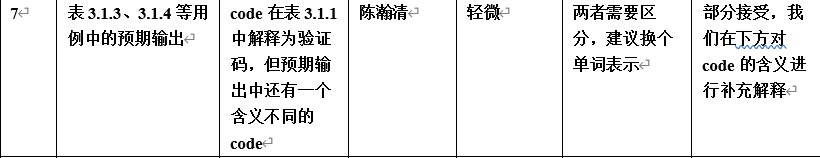 7
表 3.1.3、3.1.4 等用
例中的预期输出
code 在表 3.1.1
中解释为验证
码，但预期输
出中还有一个
含义不同的
code
陈瀚清
轻微
两者需要区
分，建议换个
单词表示
部分接受，我
们在下方对
code 的含义进
行补充解释